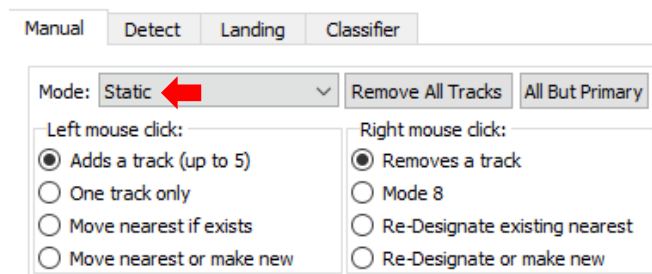 Manual Detect Landing Classifier
Mode: Static Remove All Tracks All But Primary
Left mouse click: Right mouse click:
Adds a track (up to 5) Removes a track
One track only Mode 8
Move nearest if exists Re-Designate existing nearest
Move nearest or make new Re-Designate or make new